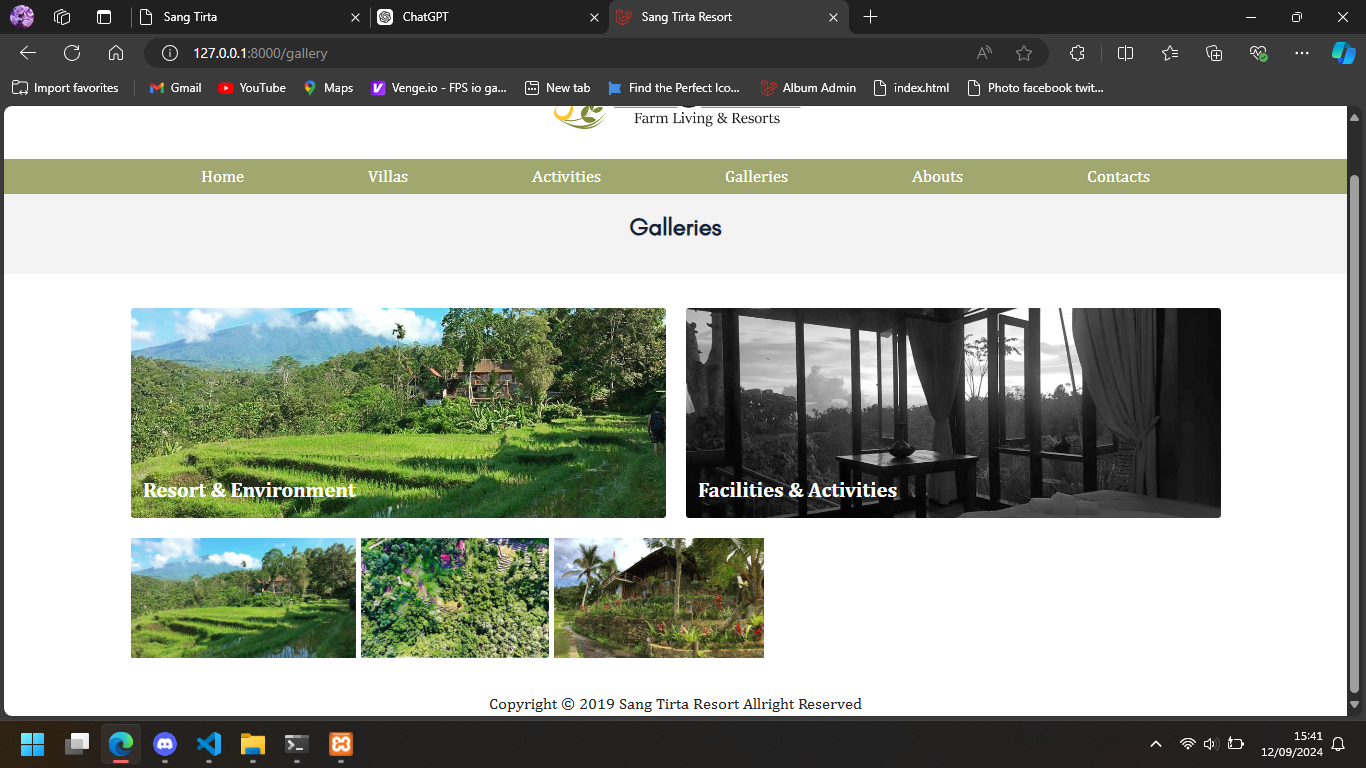 Sang Tirta
ChatGPT
Sang Tirta Resort
127.0.0.1:8000/gallery
Import favorites
Gmail
YouTube
Maps
Venge.io - FPS io ga...
New tab
Find the Perfect Ico...
Album Admin
index.html
Photo facebook twit...
Farm Living & Resorts
Home
Villas
Activities
Galleries
Abouts
Contacts
Galleries
Resort & Environment
Facilities & Activities
Copyright © 2019 Sang Tirta Resort Allright Reserved
15:41
12/09/2024